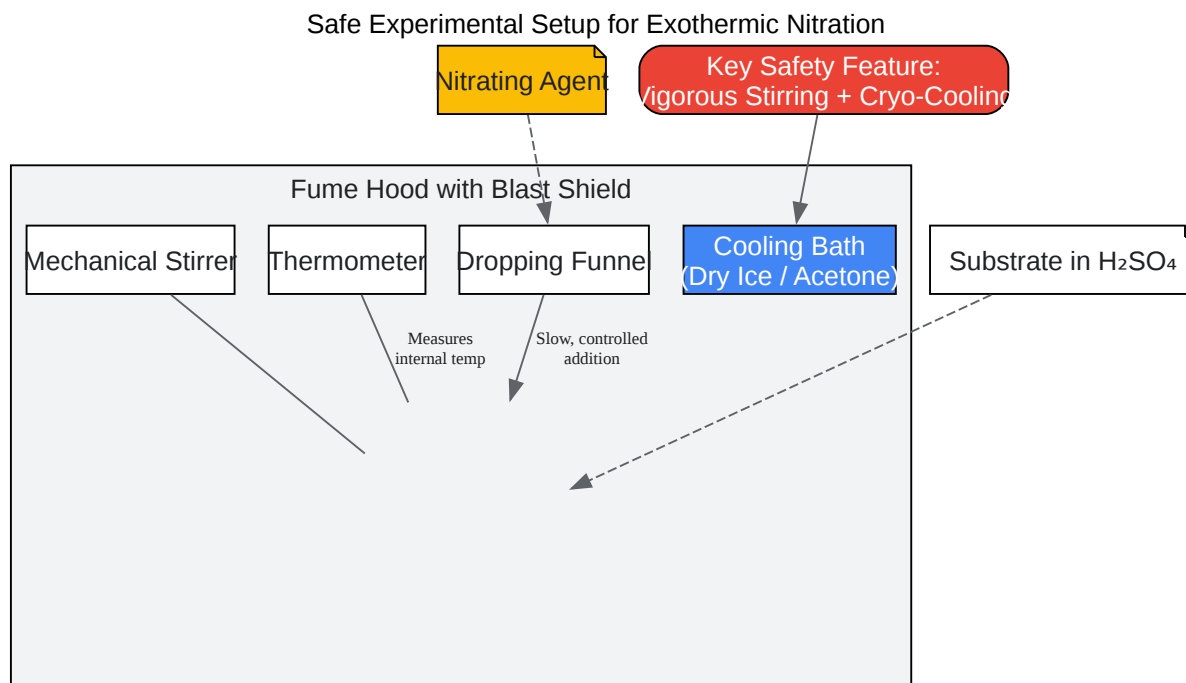 Safe Experimental Setup for Exothermic Nitration
Nitrating Agent
Key Safety Feature:
Vigorous Stirring + Cryo-Cooling
Fume Hood with Blast Shield
Mechanical Stirrer
Thermometer
Dropping Funnel
Cooling Bath
(Dry Ice / Acetone)
Substrate in H₂SO₄
Measures
internal temp
Slow, controlled
addition